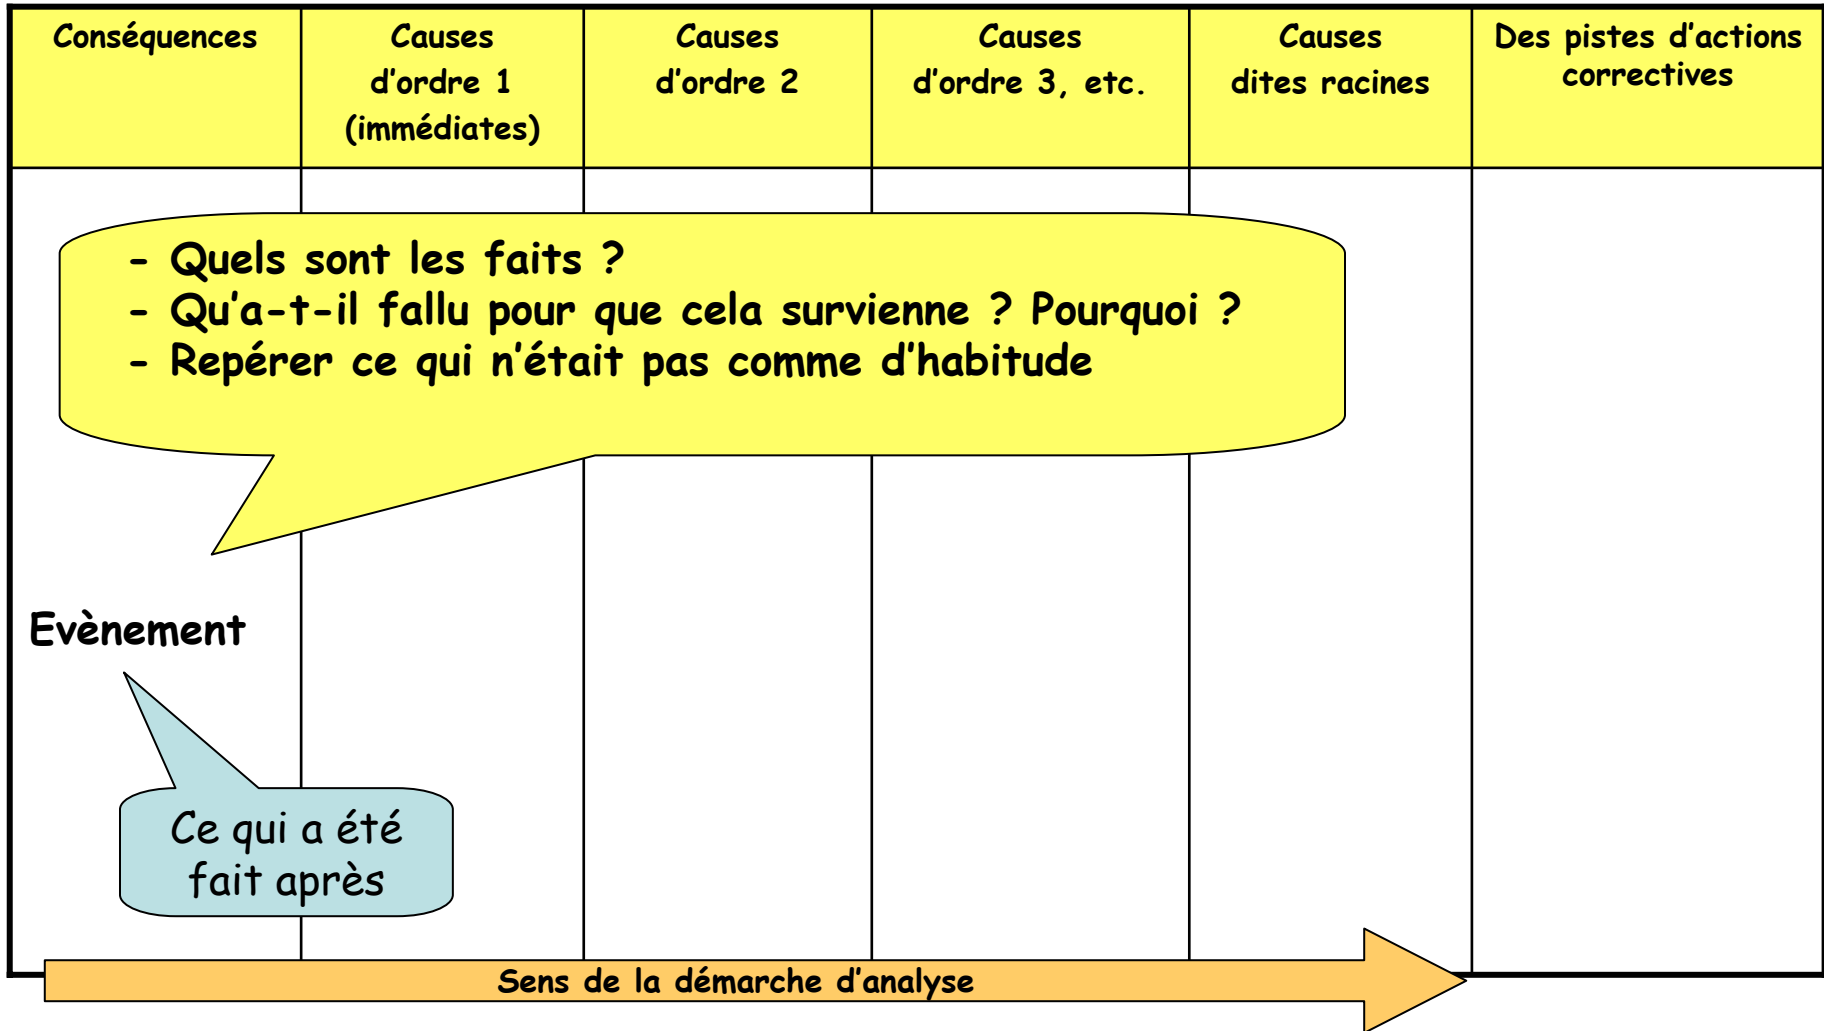 Conséquences
Causes
d'ordre 1
(immédiates)
Causes
d'ordre 2
Causes
d'ordre 3, etc.
Causes
dites racines
Des pistes d'actions
correctives
- Quels sont les faits ?
- Qu'a-t-il fallu pour que cela survienne ? Pourquoi ?
- Repérer ce qui n'était pas comme d'habitude
Evènement
Ce qui a été
fait après
Sens de la démarche d'analyse